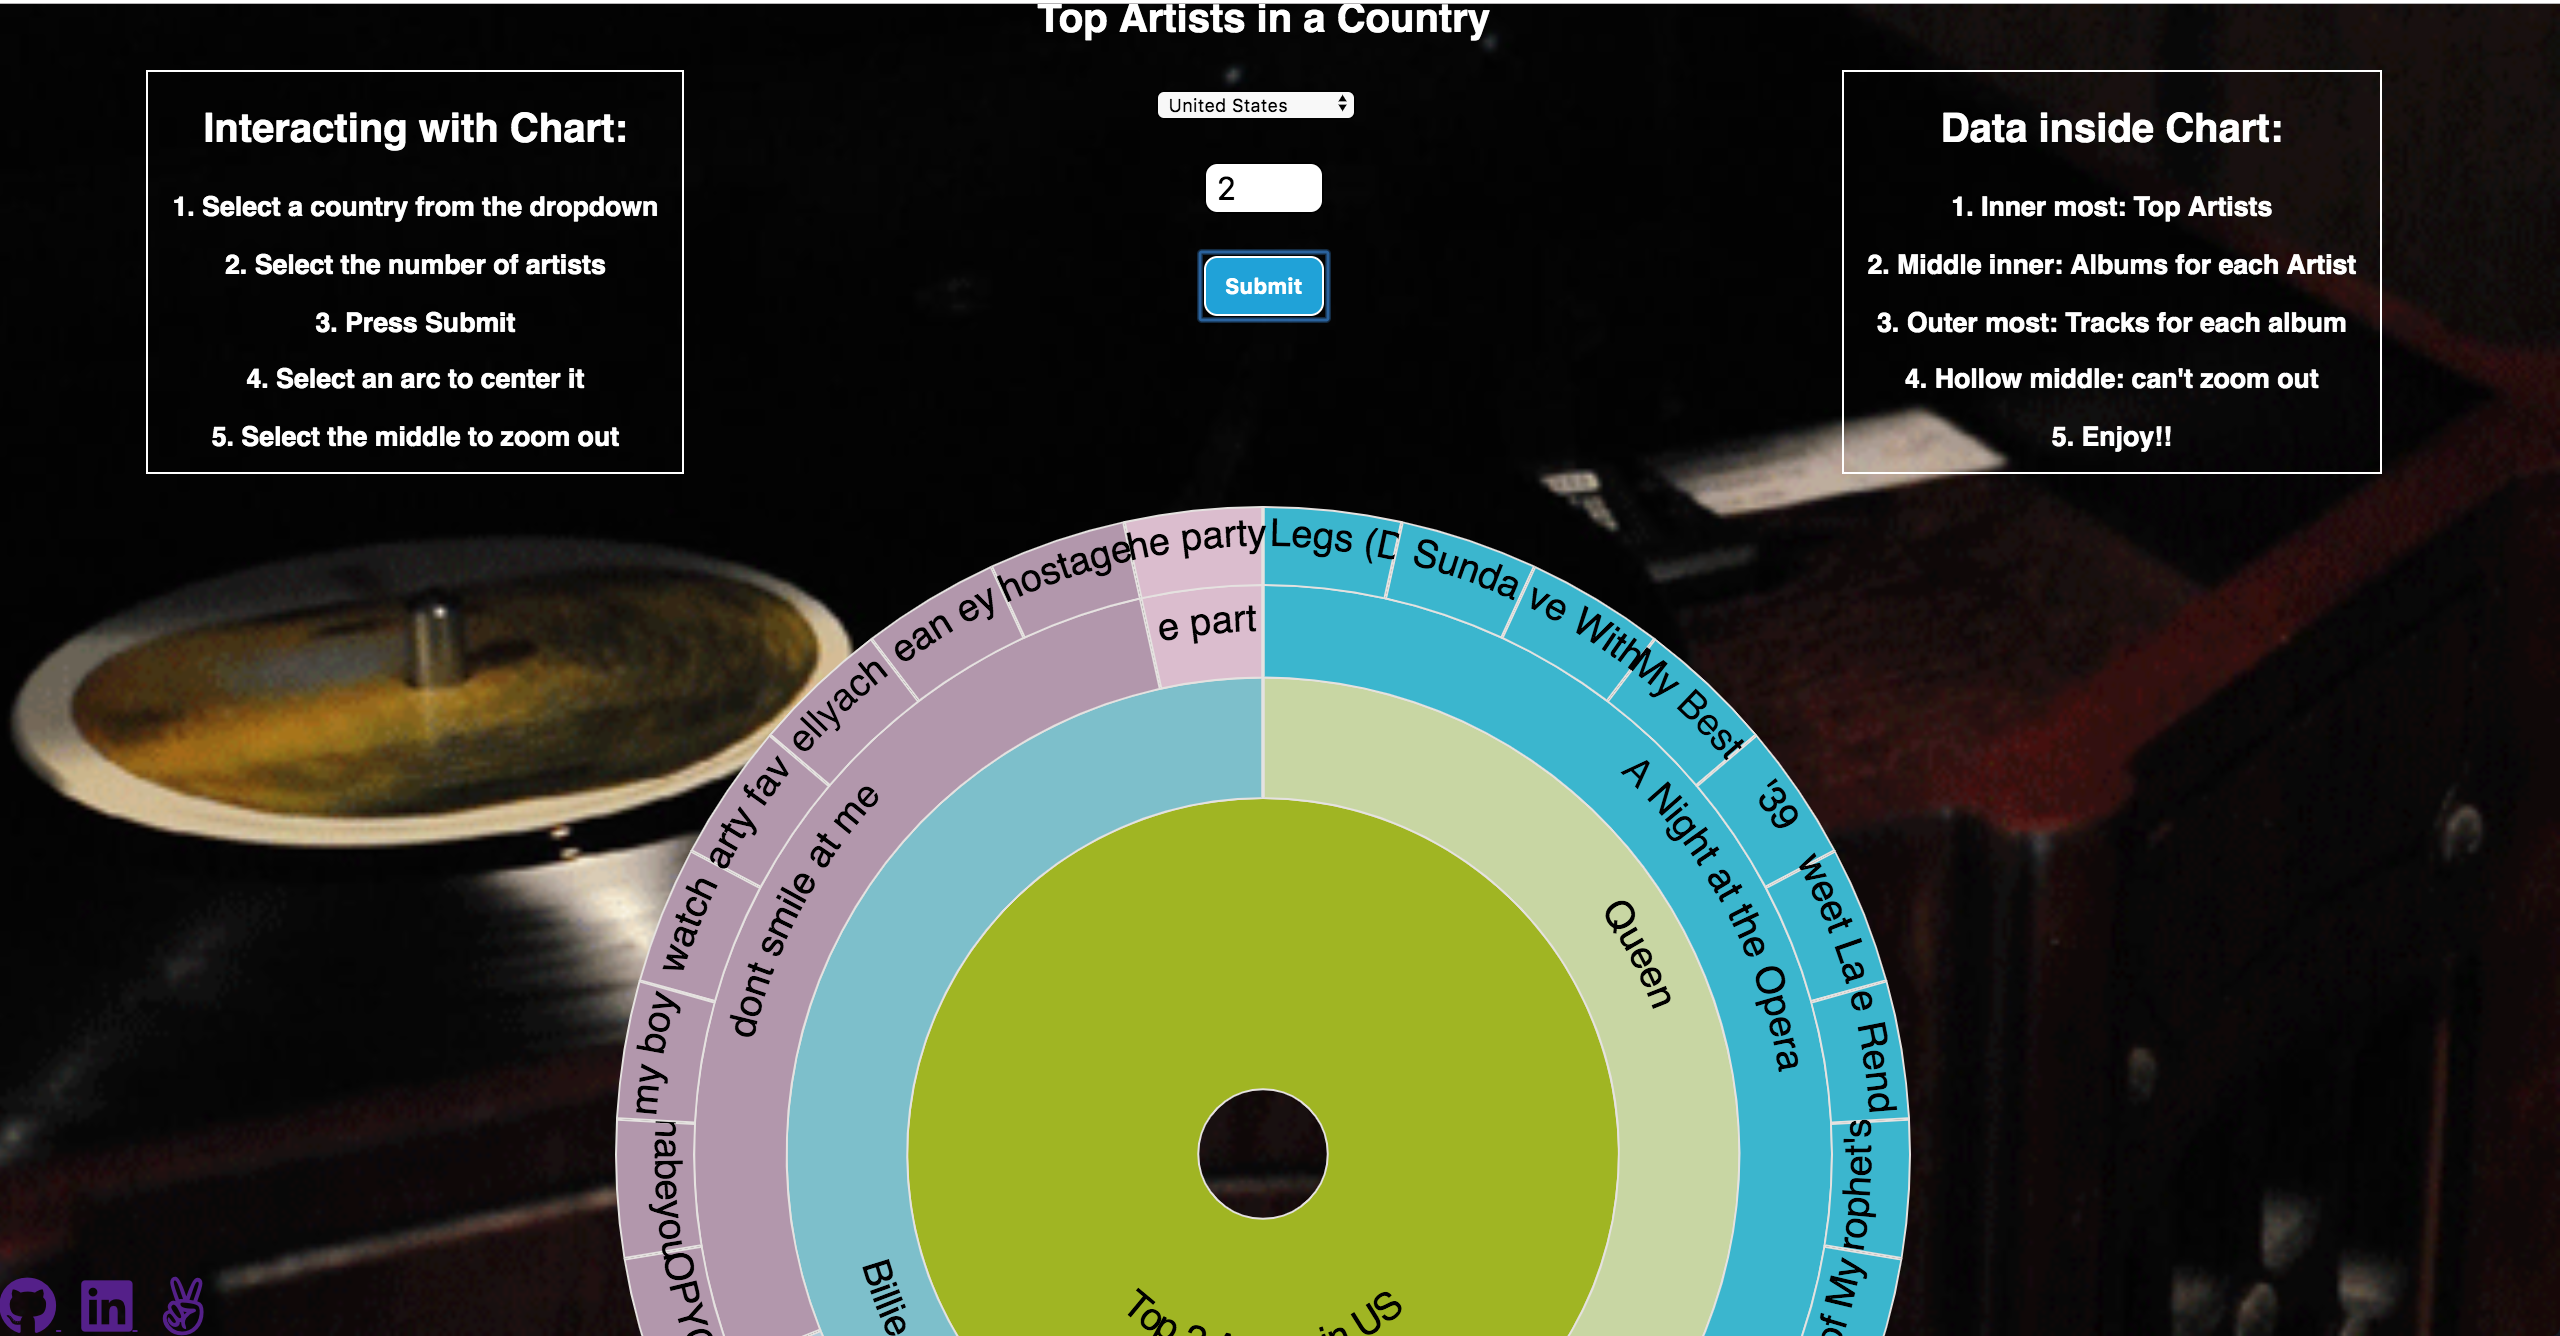 Top Artists in a Country
Interacting with Chart:
1. Select a country from the dropdown
2. Select the number of artists
3. Press Submit
4. Select an arc to center it
5. Select the middle to zoom out
United States
2
Submit
Data inside Chart:
1. Inner most: Top Artists
2. Middle inner: Albums for each Artist
3. Outer most: Tracks for each album
4. Hollow middle: can't zoom out
5. Enjoy!!
Legs (D
Sunda
ve With
My Best
'39
weet La
e Rend
rophet's
of My
nabeyou
my boy
watch
arty fav
ellyach
ean ey
hostage
he party
e part
dont smile at me
A Night at the Opera
Queen
Billie
Top 2
in US
in